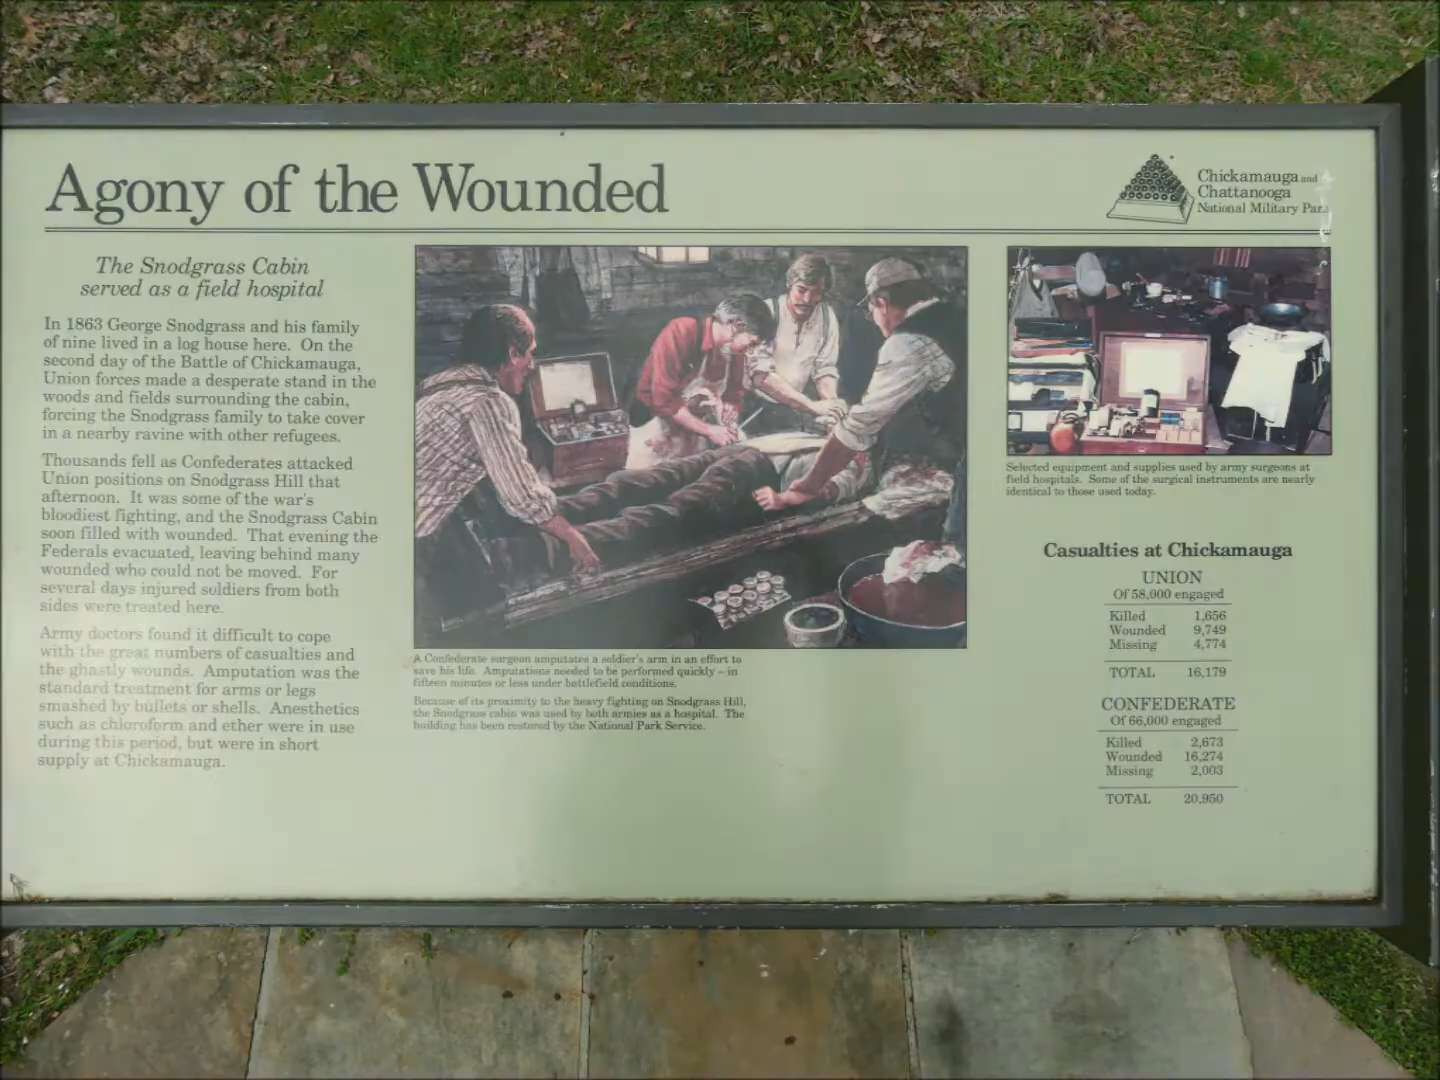 Agony of the Wounded
Chickamauga and
Chattanooga
National Military Par
The Snodgrass Cabin
served as a field hospital
In 1863 George Snodgrass and his family
of nine lived in a log house here. On the
second day of the Battle of Chickamauga,
Union forces made a desperate stand in the
woods and fields surrounding the cabin,
forcing the Snodgrass family to take cover
in a nearby ravine with other refugees.
Thousands fell as Confederates attacked
Union positions on Snodgrass Hill that
afternoon. It was some of the war's
bloodiest fighting, and the Snodgrass Cabin
soon filled with wounded. That evening the
Federals evacuated, leaving behind many
wounded who could not be moved. For
several days injured soldiers from both
sides were treated here.
Army doctors found it difficult to cope
with the great numbers of casualties and
the ghastly wounds. Amputation was the
standard treatment for arms or legs
smashed by bullets or shells. Anesthetics
such as chloroform and ether were in use
during this period, but were in short
supply at Chickamauga.
A Confederate surgeon amputates a soldier's arm in an effort to
save his life. Amputations needed to be performed quickly – in
fifteen minutes or less under battlefield conditions.
Because of its proximity to the heavy fighting on Snodgrass Hill,
the Snodgrass cabin was used by both armies as a hospital. The
building has been restored by the National Park Service.
Selected equipment and supplies used by army surgeons at
field hospitals. Some of the surgical instruments are nearly
identical to those used today.
Casualties at Chickamauga
UNION
Of 58,000 engaged
Killed 1,656
Wounded 9,749
Missing 4,774
TOTAL 16,179
CONFEDERATE
Of 66,000 engaged
Killed 2,673
Wounded 16,274
Missing 2,003
TOTAL 20,950